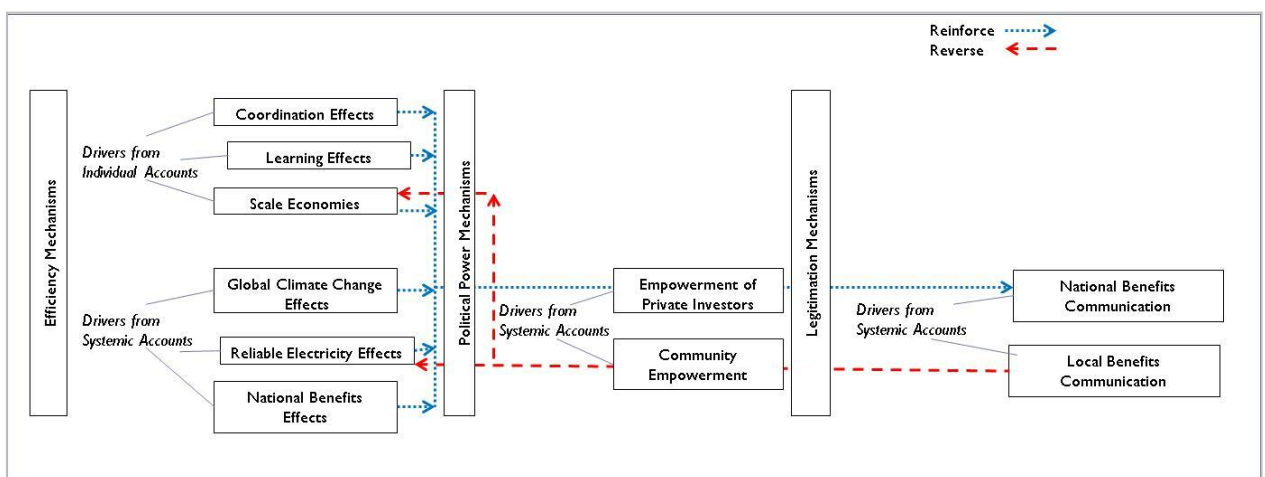 Reinforce
Reverse
Efficiency Mechanisms
Drivers from
Individual Accounts
Coordination Effects
Learning Effects
Scale Economies
Drivers from
Systemic Accounts
Global Climate Change
Effects
Reliable Electricity Effects
National Benefits
Effects
Political Power Mechanisms
Drivers from
Systemic Accounts
Empowerment of
Private Investors
Community
Empowerment
Legitimation Mechanisms
Drivers from
Systemic Accounts
National Benefits
Communication
Local Benefits
Communication